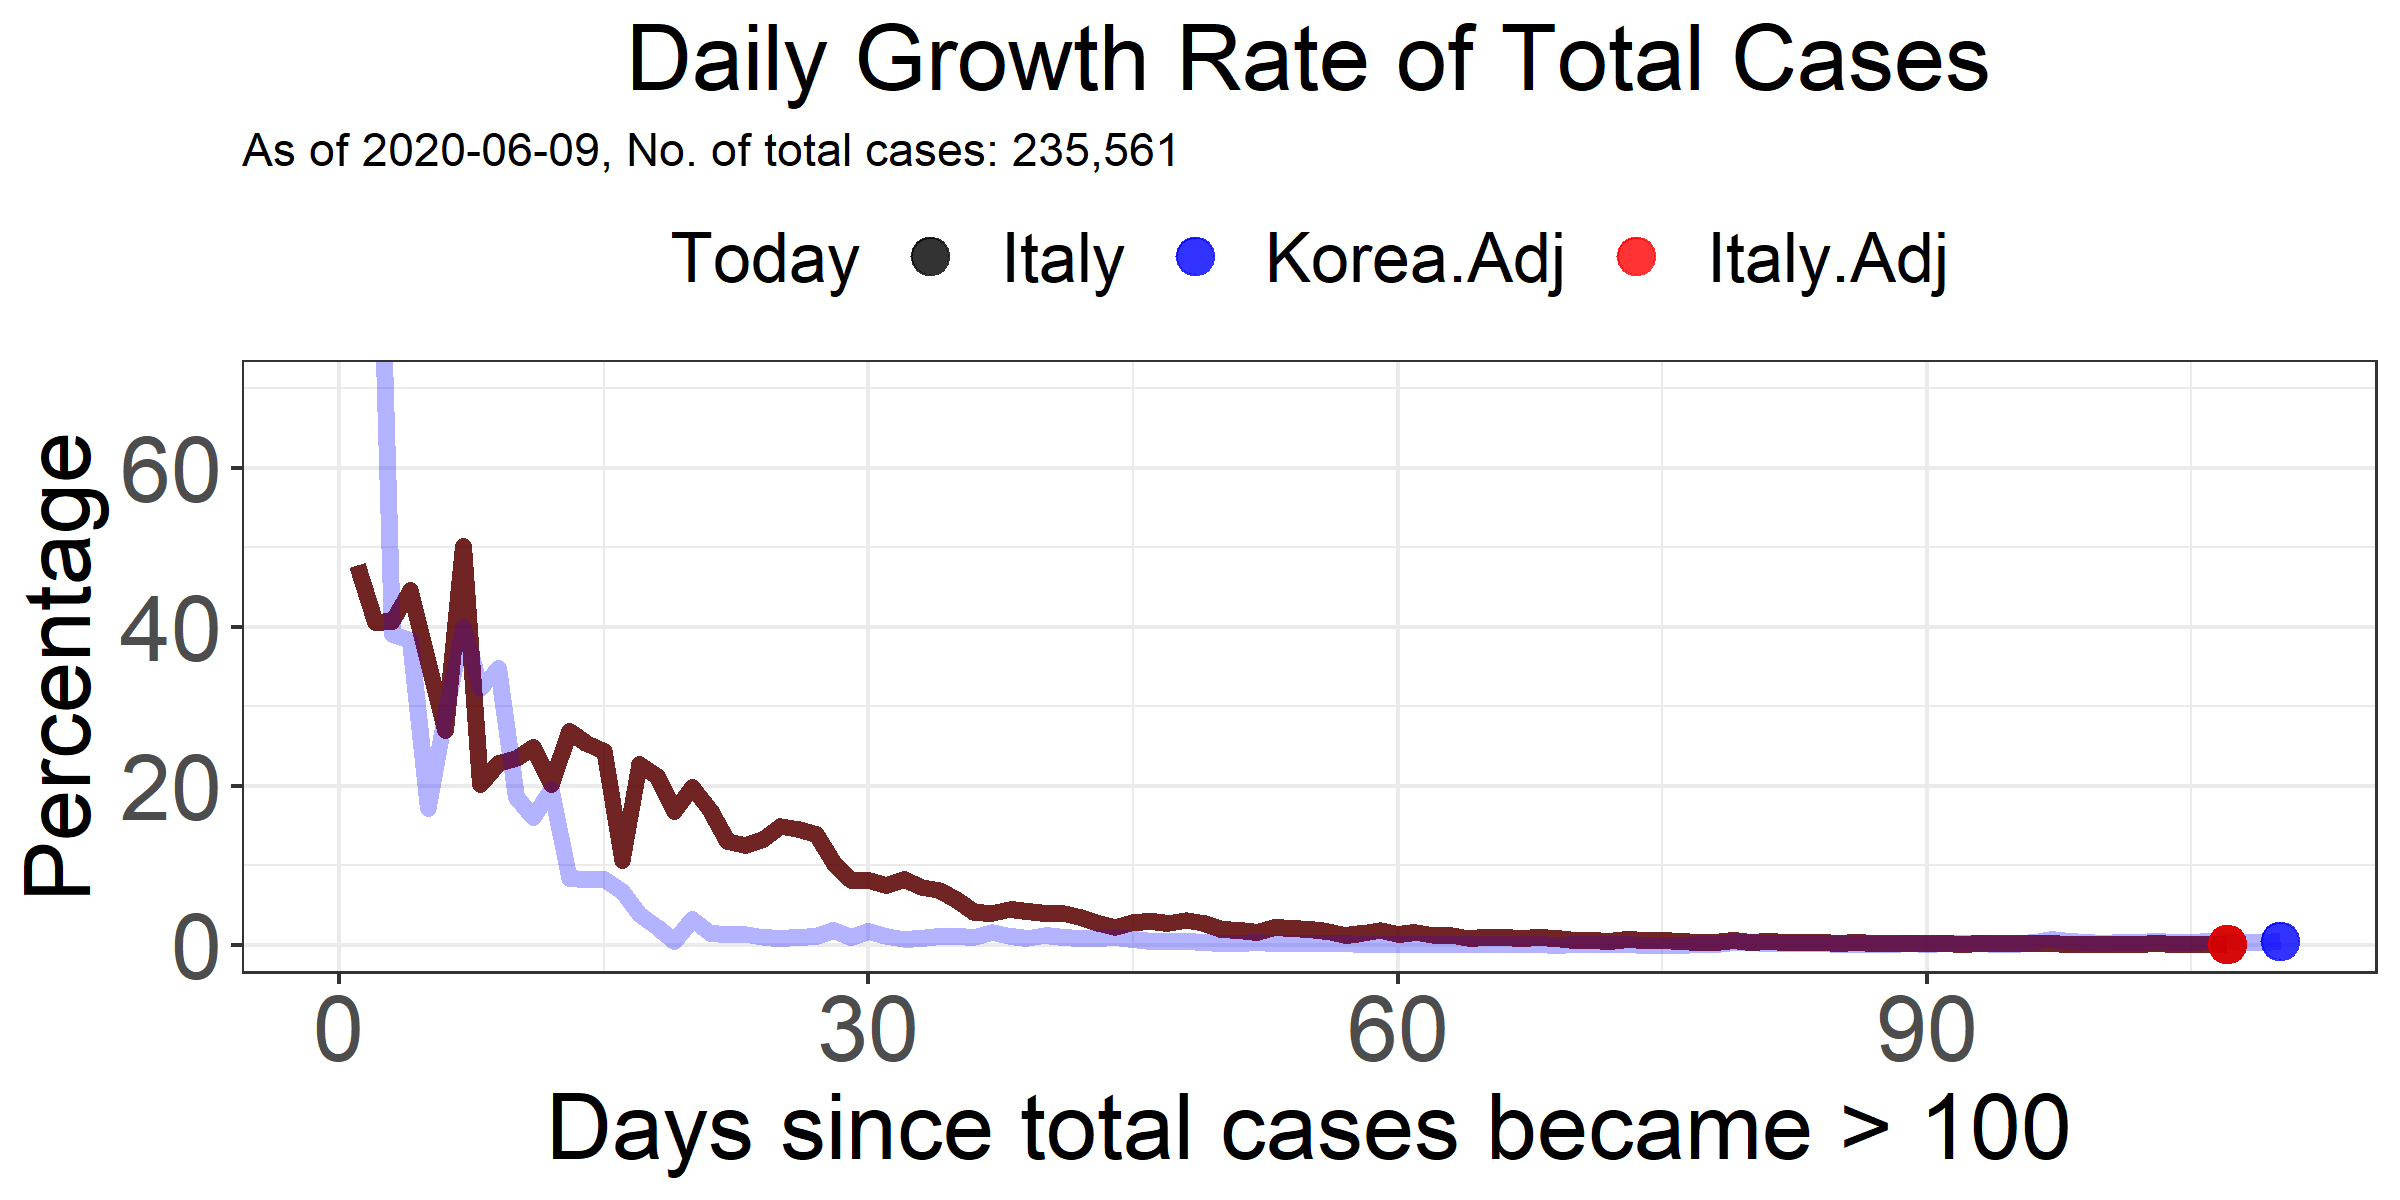 Daily Growth Rate of Total Cases
As of 2020-06-09, No. of total cases: 235,561
Today Italy Korea.Adj Italy.Adj
Percentage
60
40
20
0
0 30 60 90
Days since total cases became > 100